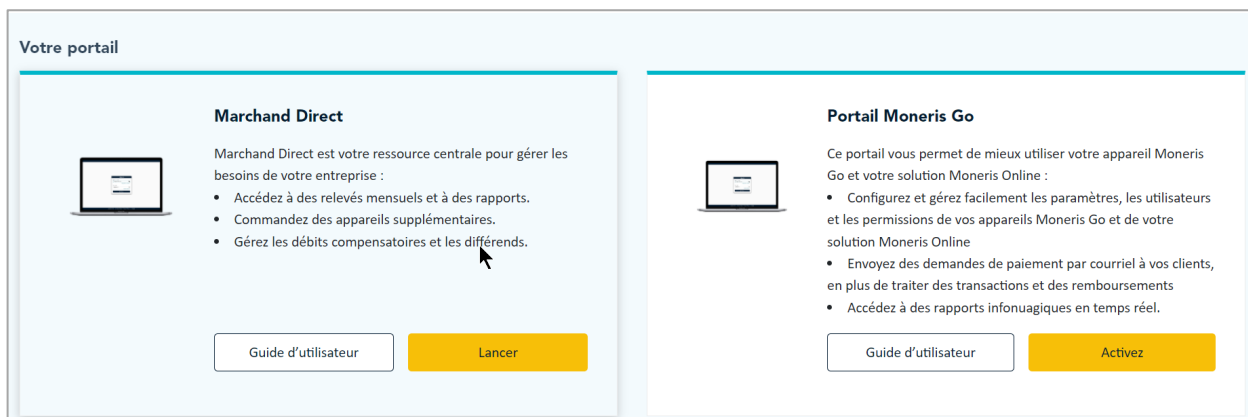 Votre portail
Marchand Direct
Marchand Direct est votre ressource centrale pour gérer les
besoins de votre entreprise :
• Accédez à des relevés mensuels et à des rapports.
• Commandez des appareils supplémentaires.
• Gérez les débits compensatoires et les différends.
Guide d'utilisateur
Lancer
Portail Moneris Go
Ce portail vous permet de mieux utiliser votre appareil Moneris
Go et votre solution Moneris Online :
• Configurez et gérez facilement les paramètres, les utilisateurs
et les permissions de vos appareils Moneris Go et de votre
solution Moneris Online
• Envoyez des demandes de paiement par courriel à vos clients,
en plus de traiter des transactions et des remboursements
• Accédez à des rapports infonuagiques en temps réel.
Guide d'utilisateur
Activez